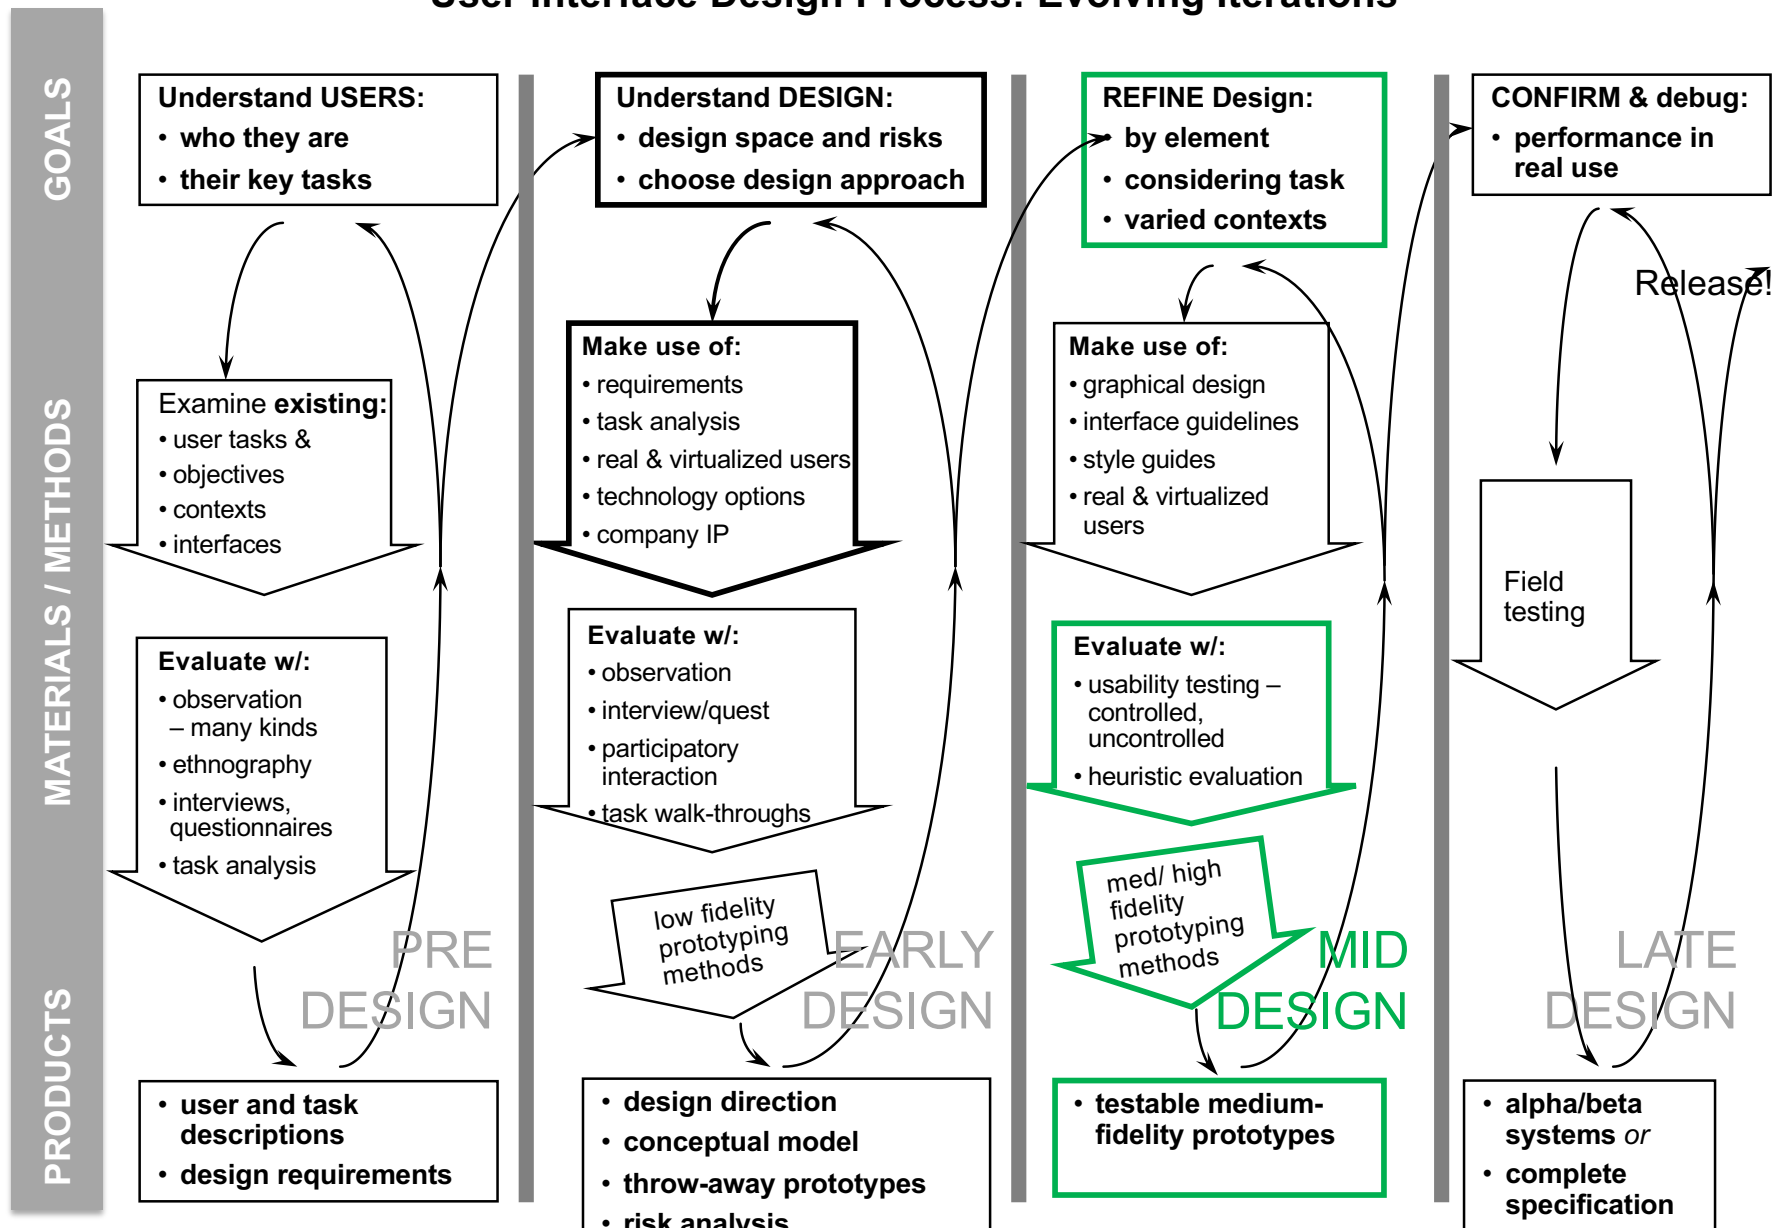 User Interface Design Process: Evolving Iterations
GOALS
MATERIALS / METHODS
PRODUCTS
Understand USERS:
• who they are
• their key tasks
Examine existing:
• user tasks &
• objectives
• contexts
• interfaces
Evaluate w/:
• observation
– many kinds
• ethnography
• interviews,
questionnaires
• task analysis
PRE
DESIGN
• user and task
descriptions
• design requirements
Understand DESIGN:
• design space and risks
• choose design approach
Make use of:
• requirements
• task analysis
• real & virtualized users
• technology options
• company IP
Evaluate w/:
• observation
• interview/quest
• participatory
interaction
• task walk-throughs
low fidelity
prototyping
methods
EARLY
DESIGN
• design direction
• conceptual model
• throw-away prototypes
• risk analysis
REFINE Design:
• by element
• considering task
• varied contexts
Make use of:
• graphical design
• interface guidelines
• style guides
• real & virtualized
users
Evaluate w/:
• usability testing –
controlled,
uncontrolled
• heuristic evaluation
med/ high
fidelity
prototyping
methods
MID
DESIGN
• testable medium-
fidelity prototypes
CONFIRM & debug:
• performance in
real use
Release!
Field
testing
LATE
DESIGN
• alpha/beta
systems or
• complete
specification